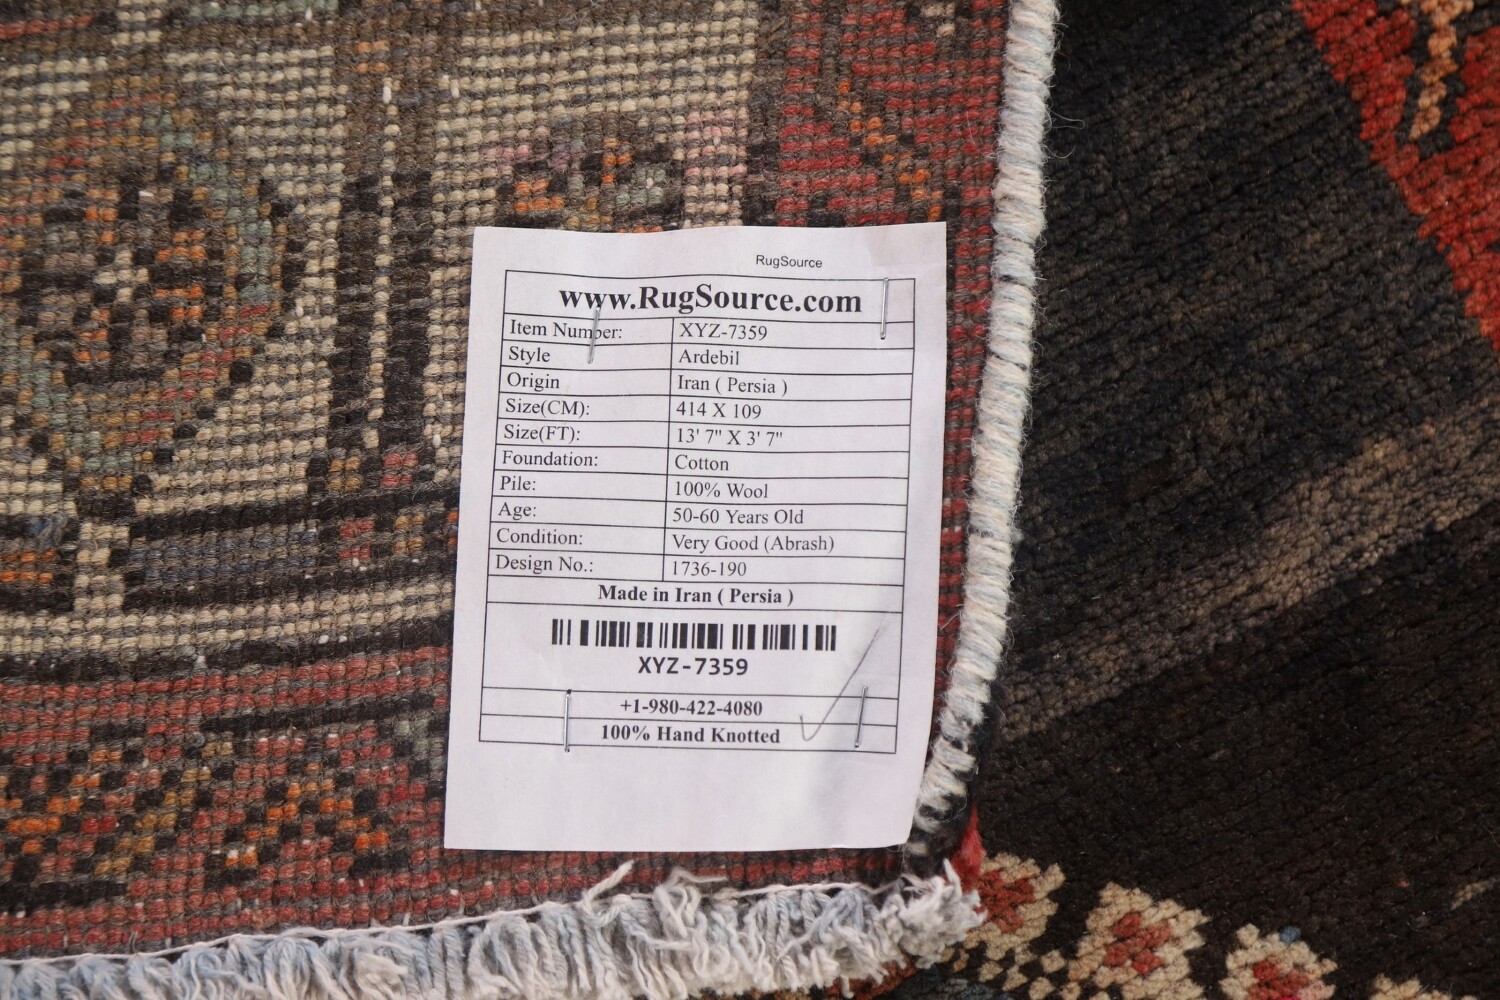 RugSource
www.RugSource.com
Item Number: XYZ-7359
Style Ardebil
Origin Iran ( Persia )
Size(CM): 414 X 109
Size(FT): 13' 7" X 3' 7"
Foundation: Cotton
Pile: 100% Wool
Age: 50-60 Years Old
Condition: Very Good (Abrash)
Design No.: 1736-190
Made in Iran ( Persia )
XYZ-7359
+1-980-422-4080
100% Hand Knotted